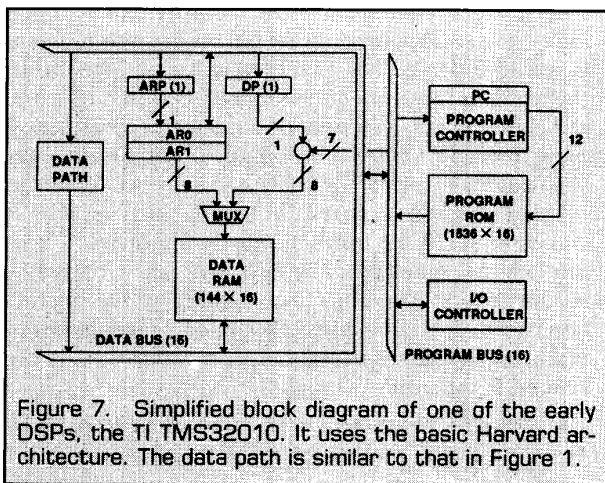 ARP (1)
DP (1)
1
AR0
AR1
1
7
8
8
MUX
DATA
PATH
DATA
RAM
(144 × 16)
DATA BUS (16)
PC
PROGRAM
CONTROLLER
12
PROGRAM
ROM
(1536 × 16)
I/O
CONTROLLER
PROGRAM BUS (16)
Figure 7. Simplified block diagram of one of the early
DSPs, the TI TMS32010. It uses the basic Harvard ar-
chitecture. The data path is similar to that in Figure 1.